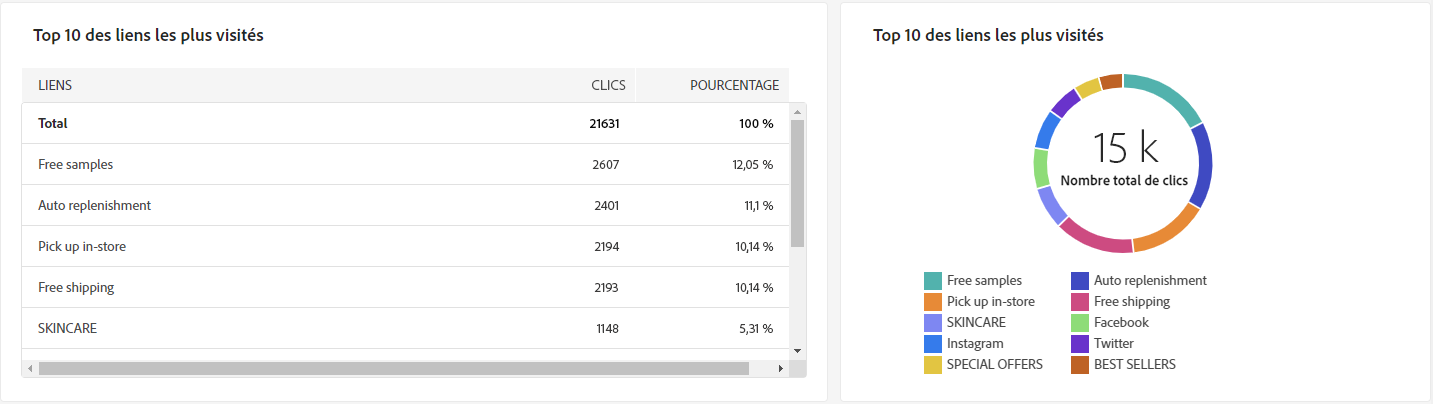 Top 10 des liens les plus visités
LIENS CLICS POURCENTAGE
Total 21631 100 %
Free samples 2607 12,05 %
Auto replenishment 2401 11,1 %
Pick up in-store 2194 10,14 %
Free shipping 2193 10,14 %
SKINCARE 1148 5,31 %
Top 10 des liens les plus visités
15 k
Nombre total de clics
Free samples Auto replenishment
Pick up in-store Free shipping
SKINCARE Facebook
Instagram Twitter
SPECIAL OFFERS BEST SELLERS